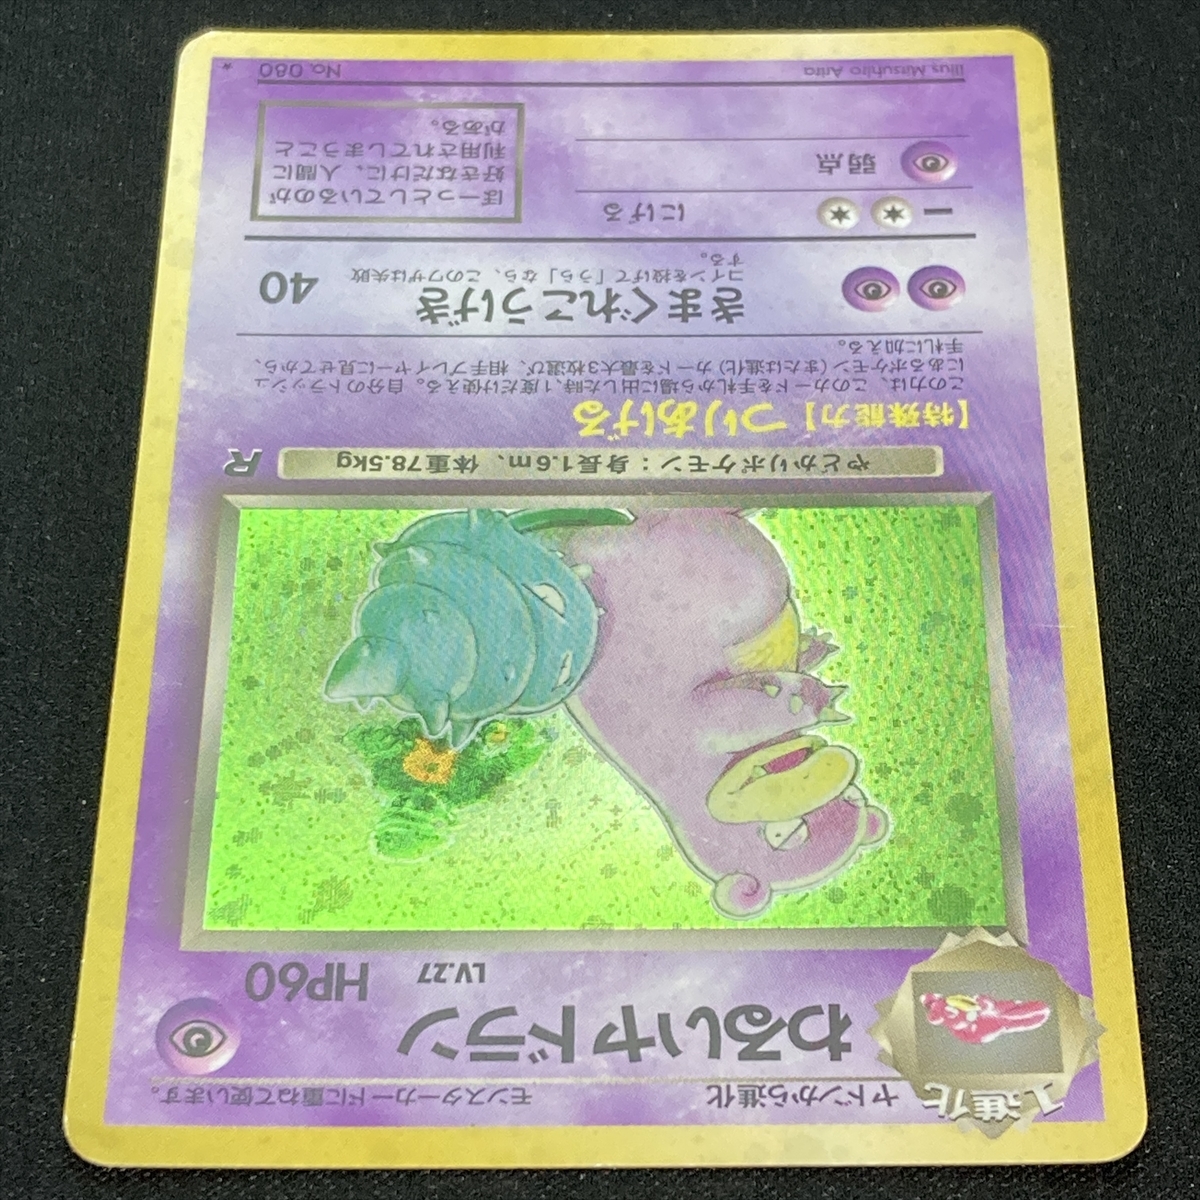 1進化
ヤドンから進化
モンスターカードに重ねて使います。
わるいヤドラン LV.27 HP60
やどかりポケモン：身長1.6m、体重78.5kg R
【特殊能力】つりあげる
この力は、このカードを手札から場に出した時、1度だけ使える。自分のトラッシュ
にあるポケモン（または進化）カードを最大3枚選び、相手プレイヤーに見せてから、
手札に加える。
きまぐれこうげき 40
コインを投げて「うら」なら、このワザは失敗
する。
にげる
弱点
ぼーっとしているのが
好きなだけに、人間に
利用されてしまうこと
がある。
Illus. Mitsuhiro Arita No. 080 ★